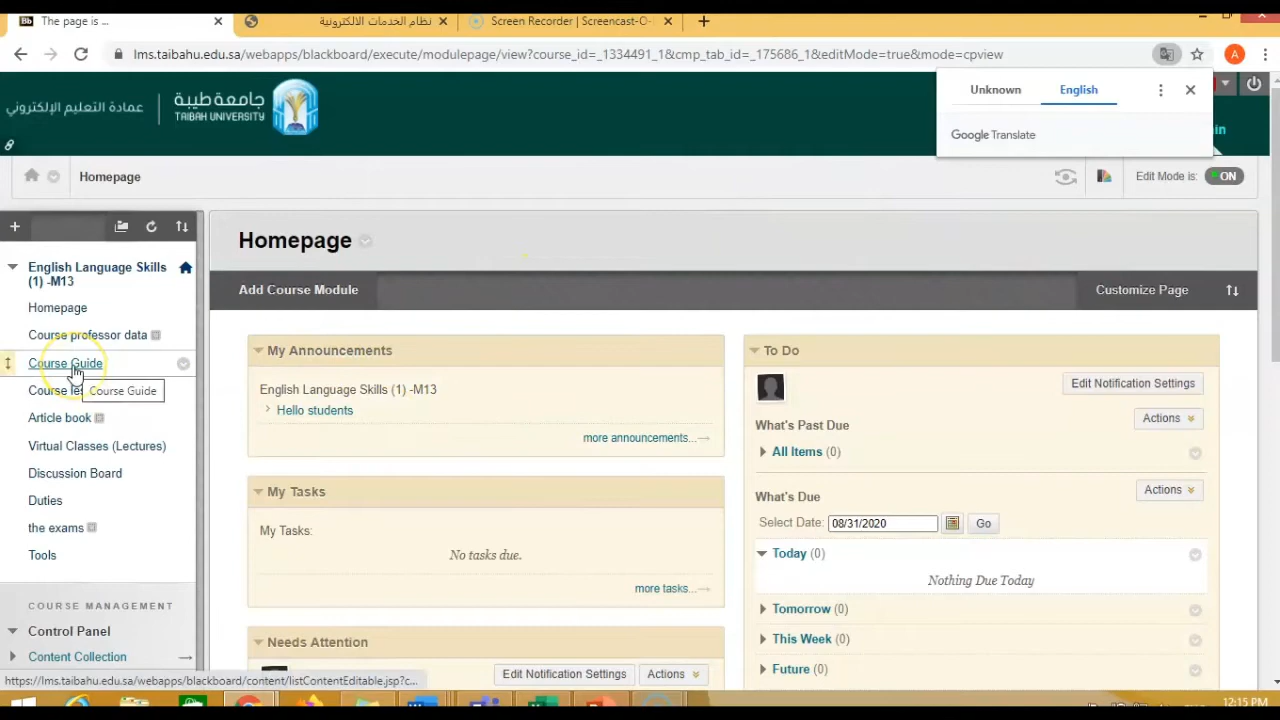 The page is ...
نظام الخدمات الالكترونية
Screen Recorder | Screencast-O-
lms.taibahu.edu.sa/webapps/blackboard/execute/modulepage/view?course_id=_1334491_1&cmp_tab_id=_175686_1&editMode=true&mode=cpview
A
عمادة التعليم الإلكتروني
جامعة طيبة
TAIBAH UNIVERSITY
Unknown
English
Google Translate
Homepage
Edit Mode is:
ON
English Language Skills
(1) -M13
Homepage
Course professor data
Course Guide
Course le
Course Guide
Article book
Virtual Classes (Lectures)
Discussion Board
Duties
the exams
Tools
COURSE MANAGEMENT
Control Panel
Content Collection
Homepage
Add Course Module
Customize Page
My Announcements
English Language Skills (1) -M13
Hello students
more announcements...
My Tasks
My Tasks:
No tasks due.
more tasks...
Needs Attention
Edit Notification Settings
Actions
To Do
Edit Notification Settings
Actions
What's Past Due
All Items (0)
Actions
What's Due
Select Date: 08/31/2020 Go
Today (0)
Nothing Due Today
Tomorrow (0)
This Week (0)
Future (0)
https://lms.taibahu.edu.sa/webapps/blackboard/content/listContentEditable.jsp?c...
12:15 PM